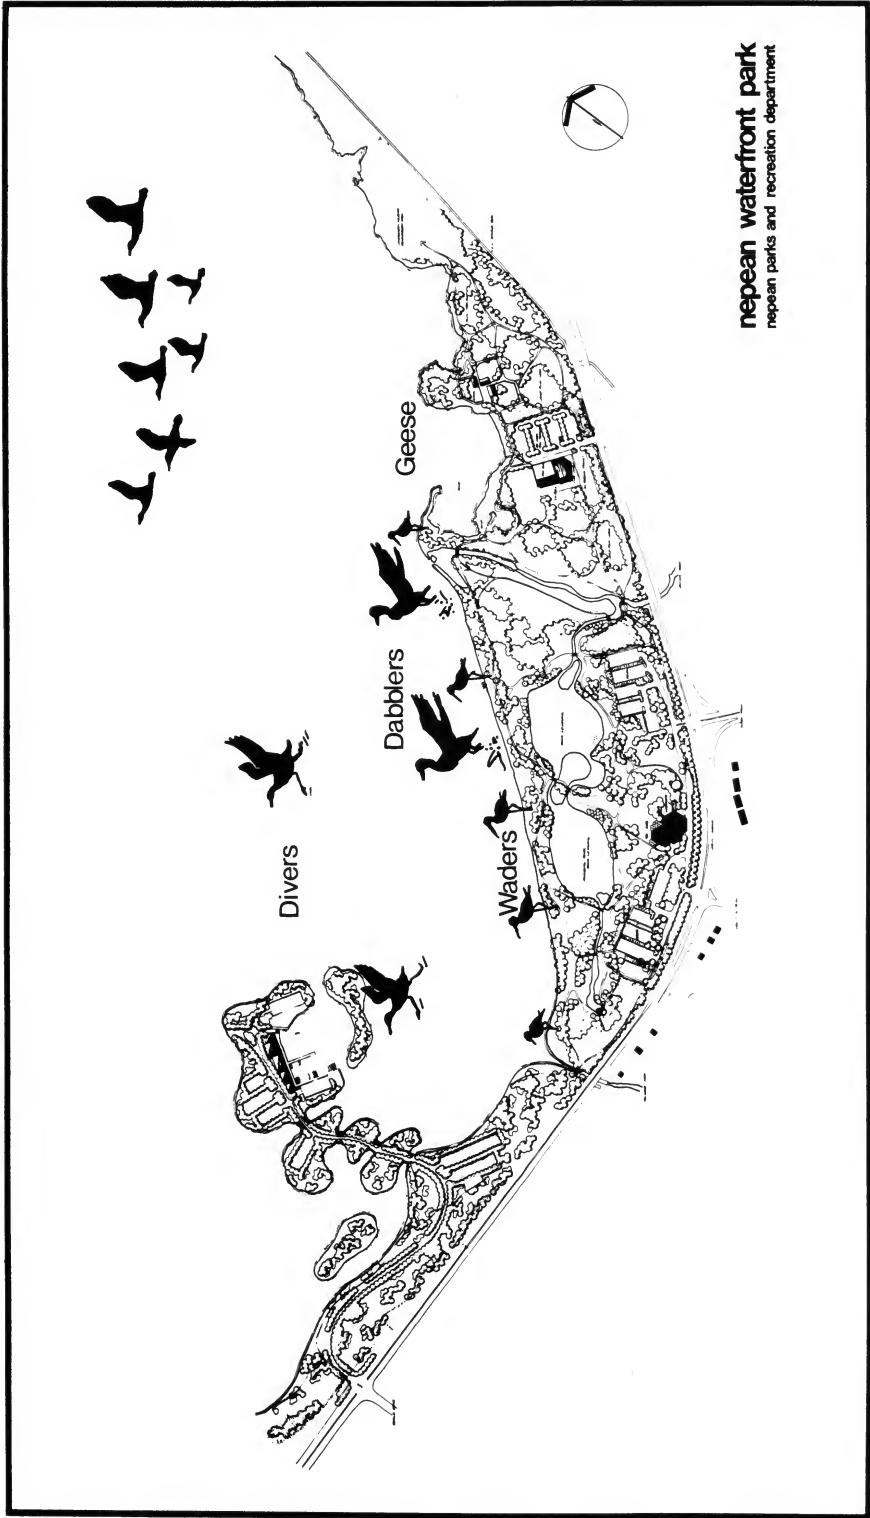 nepean waterfront park
nepean parks and recreation department
Geese
Dabblers
Divers
Waders